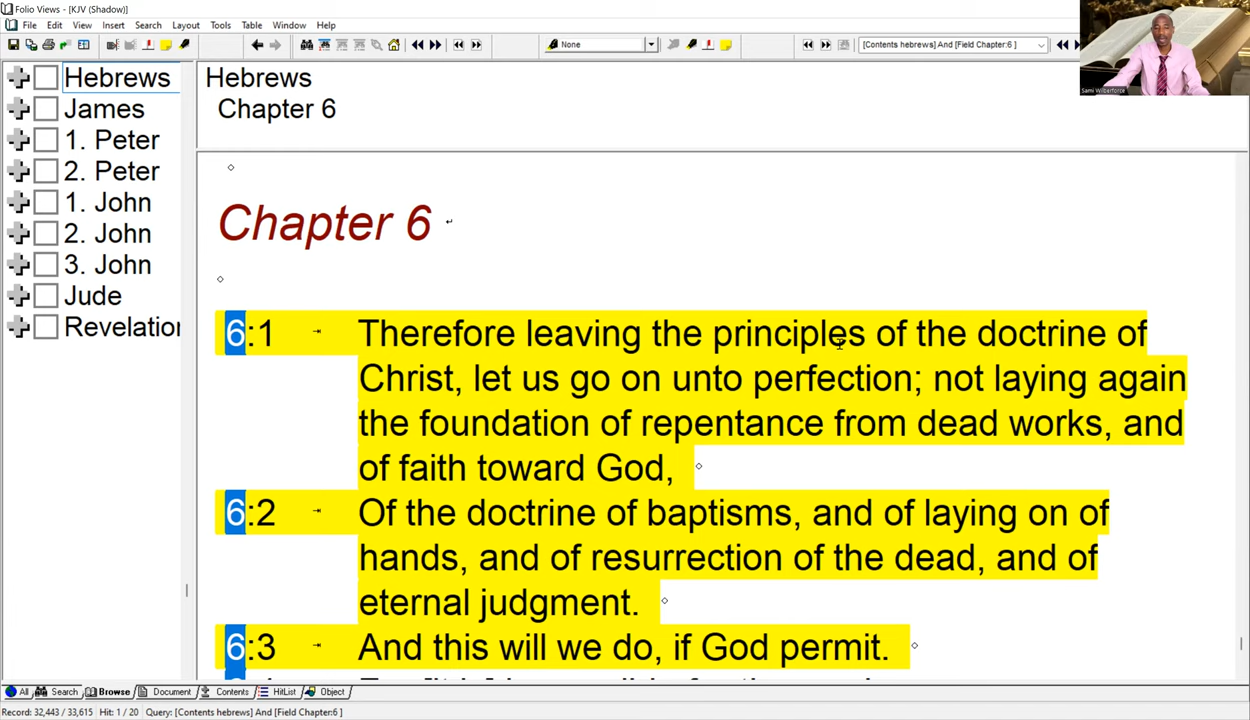 Folio Views - [KJV (Shadow)]
File Edit View Insert Search Layout Tools Table Window Help
None
[Contents hebrews] And [Field Chapter:6 ]
Sami Wilberforce
Hebrews
James
1. Peter
2. Peter
1. John
2. John
3. John
Jude
Revelation
Hebrews
Chapter 6
Chapter 6
6:1 Therefore leaving the principles of the doctrine of
Christ, let us go on unto perfection; not laying again
the foundation of repentance from dead works, and
of faith toward God,
6:2 Of the doctrine of baptisms, and of laying on of
hands, and of resurrection of the dead, and of
eternal judgment.
6:3 And this will we do, if God permit.
All Search Browse Document Contents HitList Object
Record: 32,443 / 33,615 Hit: 1 / 20 Query: [Contents hebrews] And [Field Chapter:6 ]